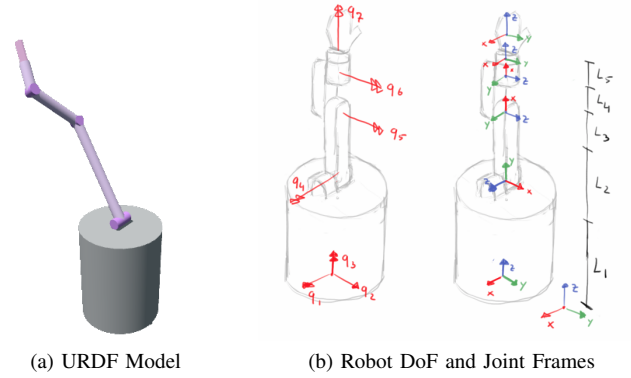 q7
q6
q5
q4
q3
q1
q2
z
x
y
x
y
x
z
y
x
y
z
y
z
x
z
x
y
z
x
y
L5
L4
L3
L2
L1
(a) URDF Model
(b) Robot DoF and Joint Frames